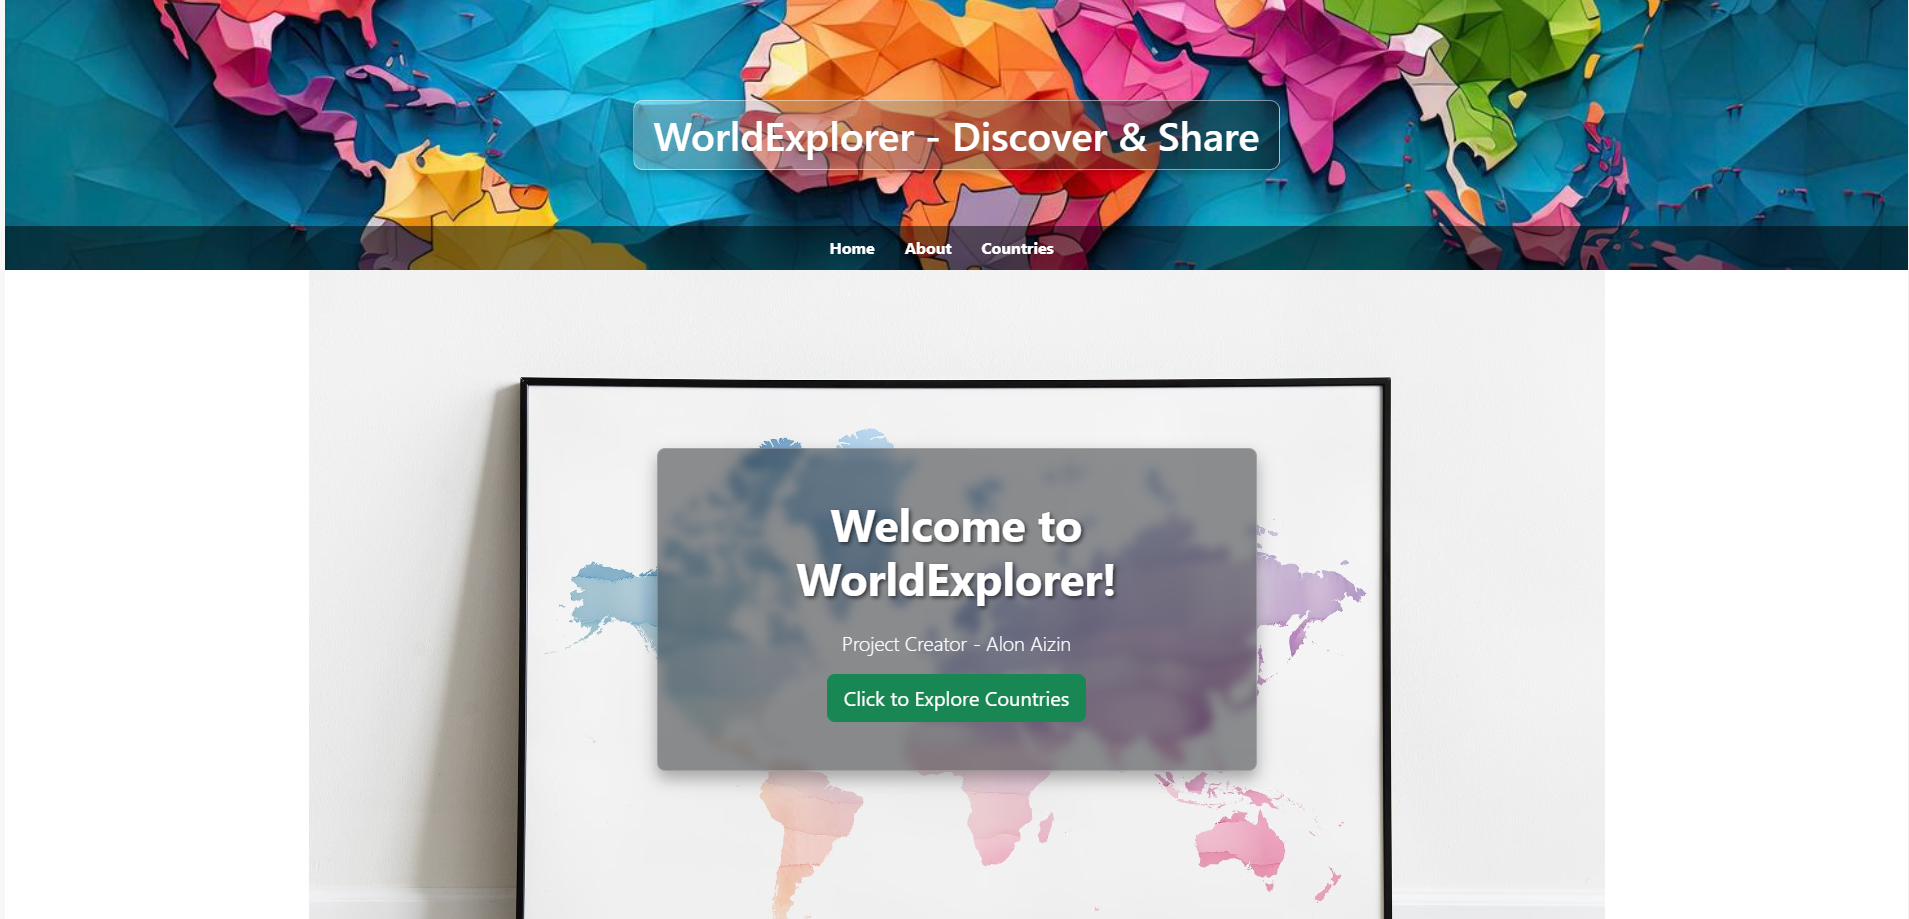 WorldExplorer - Discover & Share
Home About Countries
Welcome to
WorldExplorer!
Project Creator - Alon Aizin
Click to Explore Countries